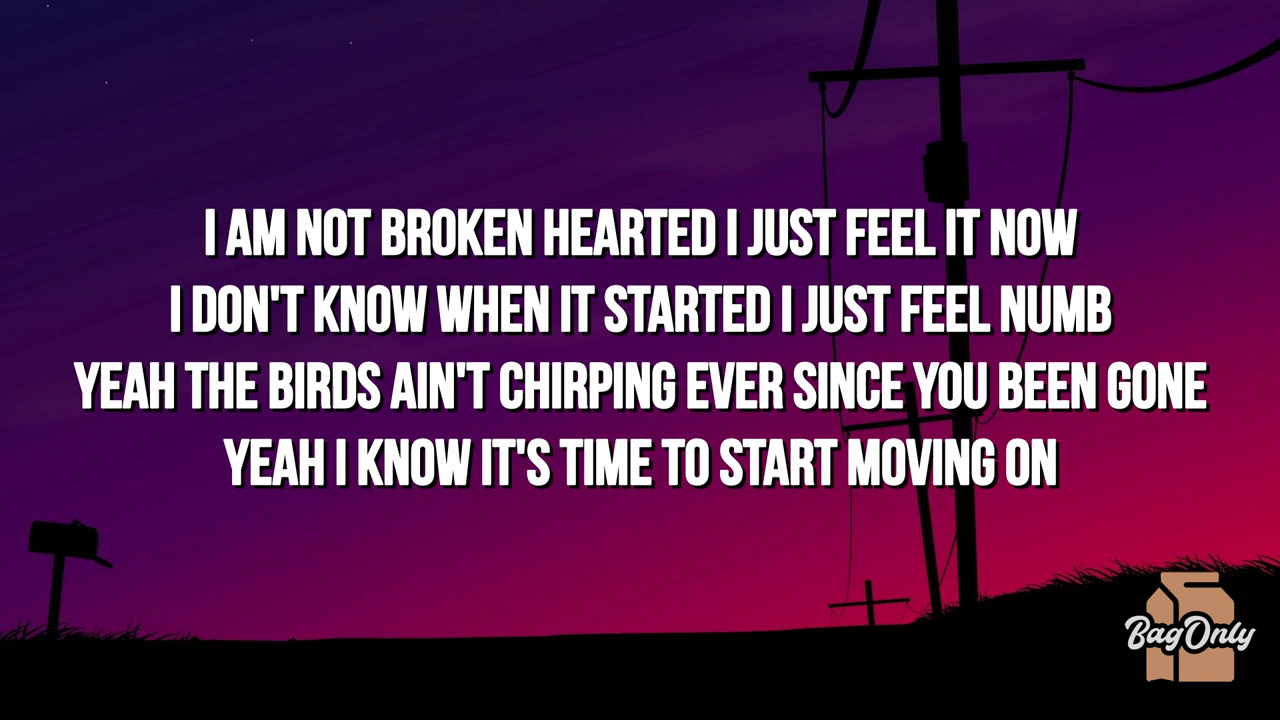 I AM NOT BROKEN HEARTED I JUST FEEL IT NOW
I DON'T KNOW WHEN IT STARTED I JUST FEEL NUMB
YEAH THE BIRDS AIN'T CHIRPING EVER SINCE YOU BEEN GONE
YEAH I KNOW IT'S TIME TO START MOVING ON
BagOnly